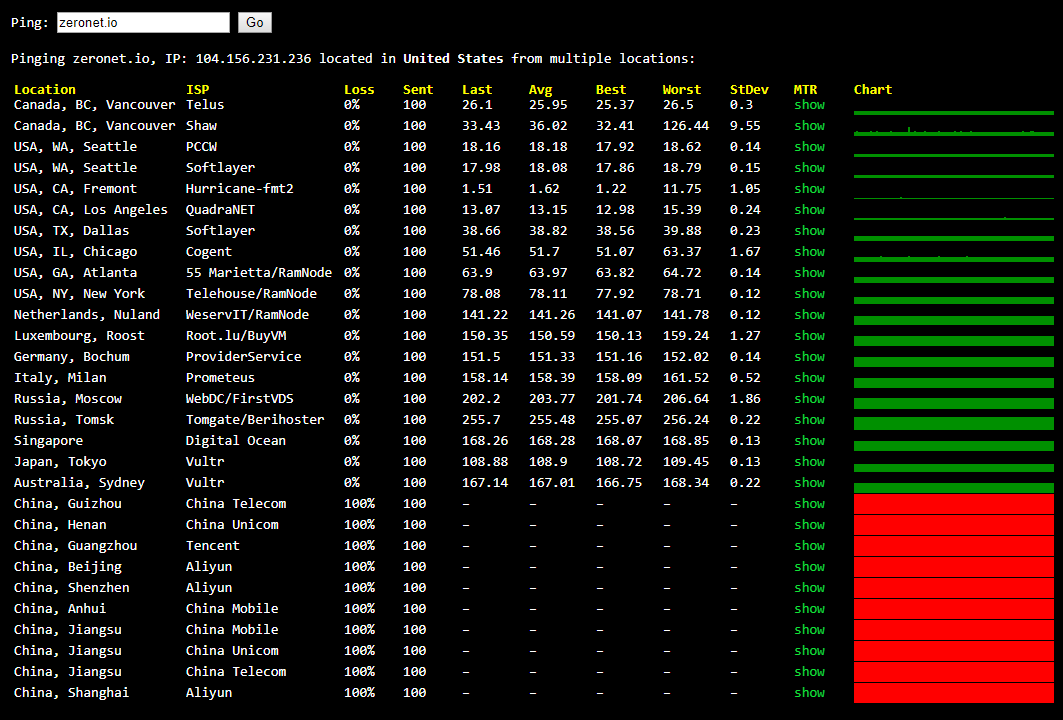 Ping: zeronet.io Go
Pinging zeronet.io, IP: 104.156.231.236 located in United States from multiple locations:
Location ISP Loss Sent Last Avg Best Worst StDev MTR Chart
Canada, BC, Vancouver Telus 0% 100 26.1 25.95 25.37 26.5 0.3 show
Canada, BC, Vancouver Shaw 0% 100 33.43 36.02 32.41 126.44 9.55 show
USA, WA, Seattle PCCW 0% 100 18.16 18.18 17.92 18.62 0.14 show
USA, WA, Seattle Softlayer 0% 100 17.98 18.08 17.86 18.79 0.15 show
USA, CA, Fremont Hurricane-fmt2 0% 100 1.51 1.62 1.22 11.75 1.05 show
USA, CA, Los Angeles QuadraNET 0% 100 13.07 13.15 12.98 15.39 0.24 show
USA, TX, Dallas Softlayer 0% 100 38.66 38.82 38.56 39.88 0.23 show
USA, IL, Chicago Cogent 0% 100 51.46 51.7 51.07 63.37 1.67 show
USA, GA, Atlanta 55 Marietta/RamNode 0% 100 63.9 63.97 63.82 64.72 0.14 show
USA, NY, New York Telehouse/RamNode 0% 100 78.08 78.11 77.92 78.71 0.12 show
Netherlands, Nuland WeservIT/RamNode 0% 100 141.22 141.26 141.07 141.78 0.12 show
Luxembourg, Roost Root.lu/BuyVM 0% 100 150.35 150.59 150.13 159.24 1.27 show
Germany, Bochum ProviderService 0% 100 151.5 151.33 151.16 152.02 0.14 show
Italy, Milan Prometeus 0% 100 158.14 158.39 158.09 161.52 0.52 show
Russia, Moscow WebDC/FirstVDS 0% 100 202.2 203.77 201.74 206.64 1.86 show
Russia, Tomsk Tomgate/Berihoster 0% 100 255.7 255.48 255.07 256.24 0.22 show
Singapore Digital Ocean 0% 100 168.26 168.28 168.07 168.85 0.13 show
Japan, Tokyo Vultr 0% 100 108.88 108.9 108.72 109.45 0.13 show
Australia, Sydney Vultr 0% 100 167.14 167.01 166.75 168.34 0.22 show
China, Guizhou China Telecom 100% 100 – – – – – show
China, Henan China Unicom 100% 100 – – – – – show
China, Guangzhou Tencent 100% 100 – – – – – show
China, Beijing Aliyun 100% 100 – – – – – show
China, Shenzhen Aliyun 100% 100 – – – – – show
China, Anhui China Mobile 100% 100 – – – – – show
China, Jiangsu China Mobile 100% 100 – – – – – show
China, Jiangsu China Unicom 100% 100 – – – – – show
China, Jiangsu China Telecom 100% 100 – – – – – show
China, Shanghai Aliyun 100% 100 – – – – – show